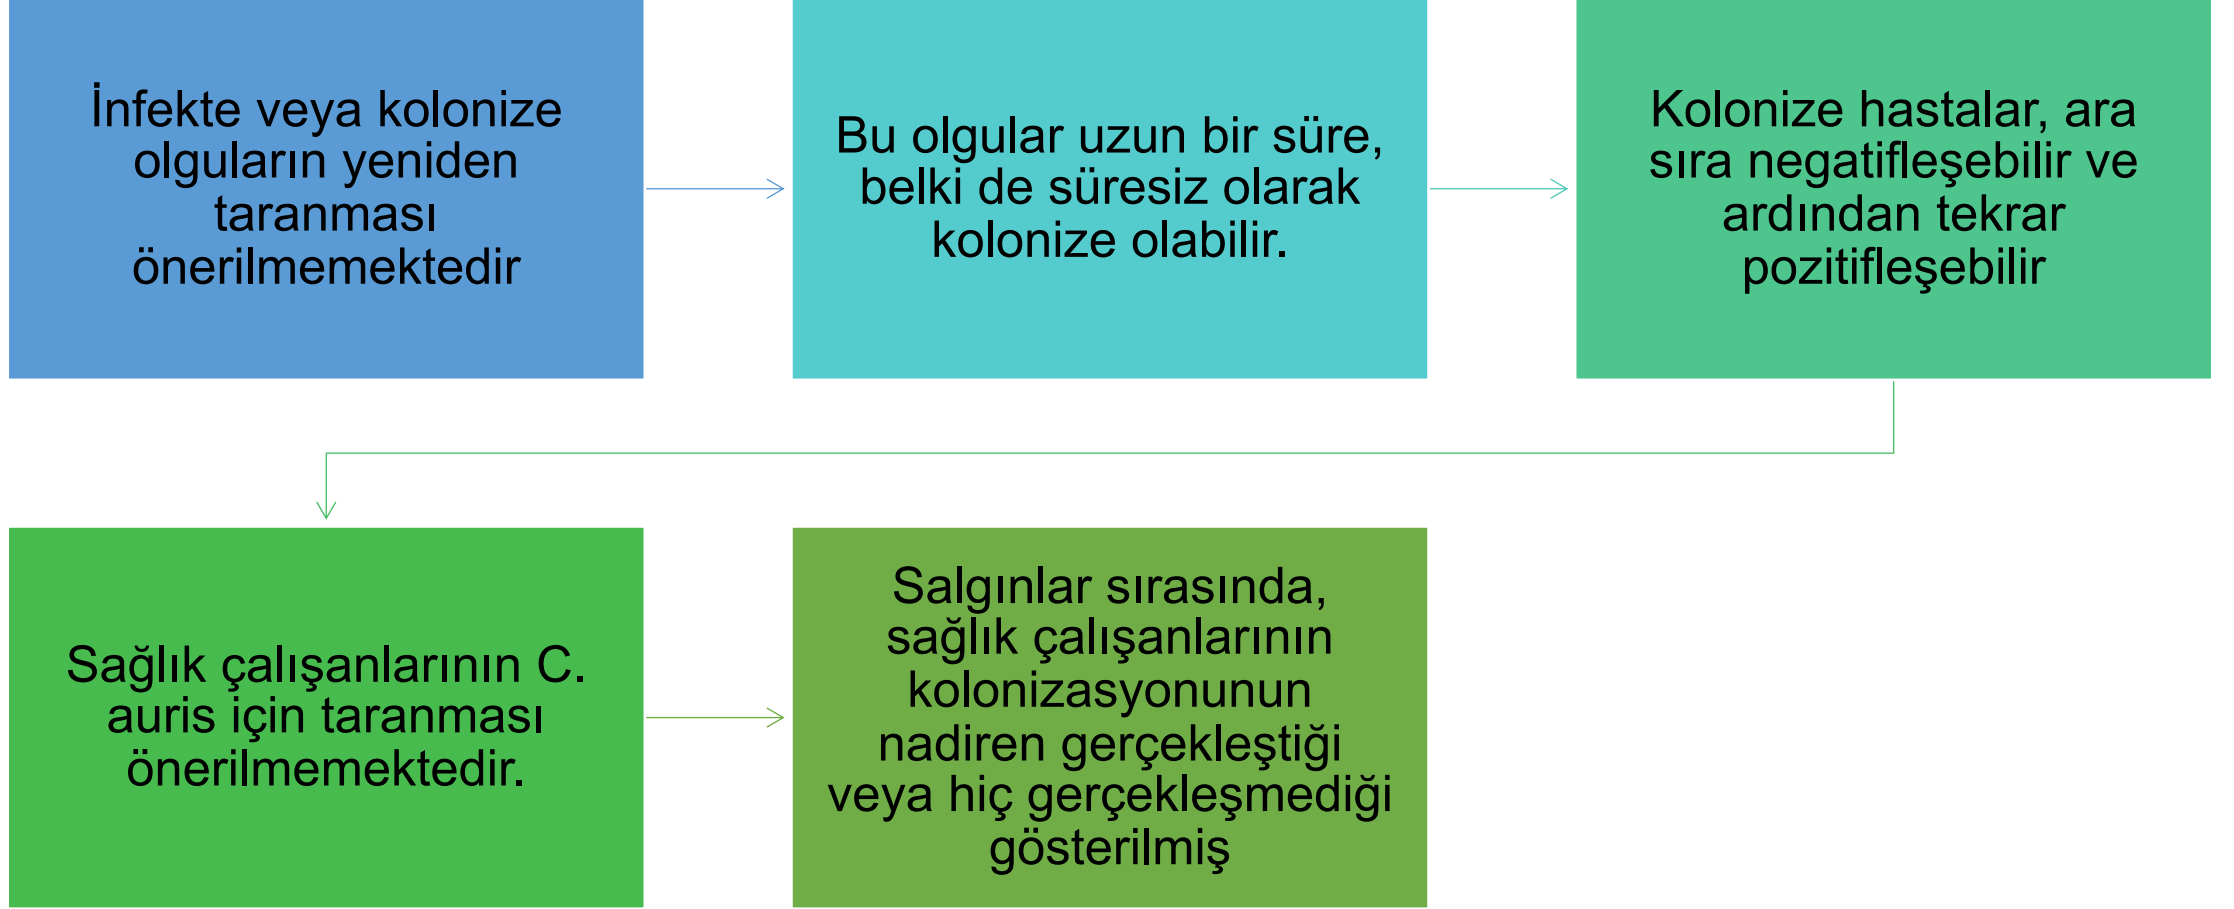 İnfekte veya kolonize
olguların yeniden
taranması
önerilmemektedir
Bu olgular uzun bir süre,
belki de süresiz olarak
kolonize olabilir.
Kolonize hastalar, ara
sıra negatifleşebilir ve
ardından tekrar
pozitifleşebilir
Sağlık çalışanlarının C.
auris için taranması
önerilmemektedir.
Salgınlar sırasında,
sağlık çalışanlarının
kolonizasyonunun
nadiren gerçekleştiği
veya hiç gerçekleşmediği
gösterilmiş